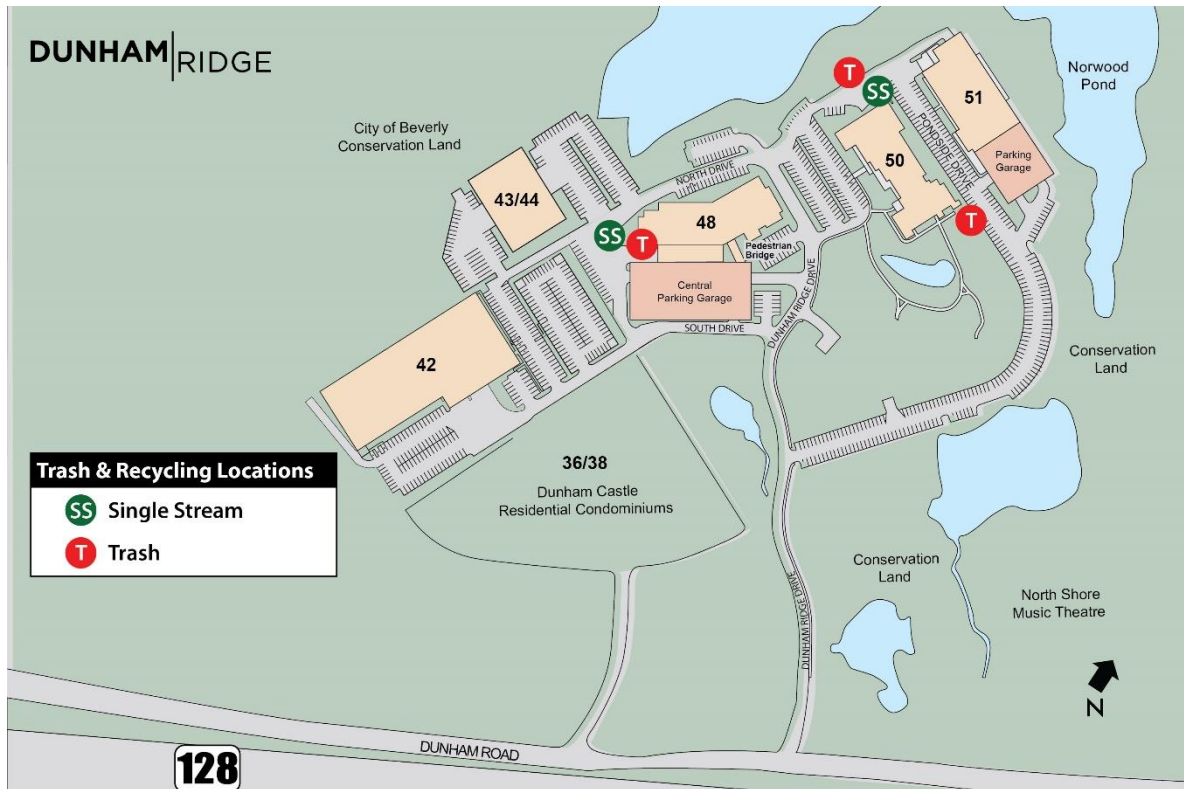 DUNHAM RIDGE
City of Beverly
Conservation Land
Norwood
Pond
T
SS
51
Parking
Garage
PONDSIDE DRIVE
50
T
43/44
NORTH DRIVE
48
SS
T
Pedestrian
Bridge
Central
Parking Garage
SOUTH DRIVE
DUNHAM RIDGE DRIVE
42
Conservation
Land
36/38
Dunham Castle
Residential Condominiums
Trash & Recycling Locations
SS Single Stream
T Trash
Conservation
Land
North Shore
Music Theatre
DUNHAM RIDGE DRIVE
N
DUNHAM ROAD
128